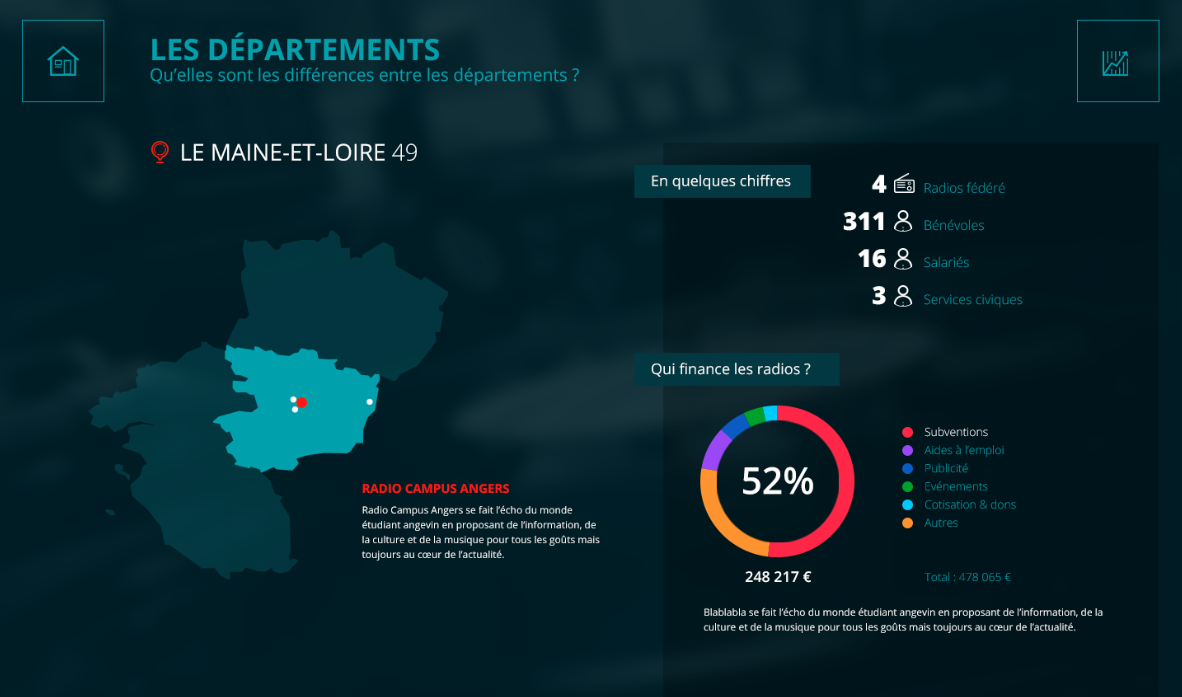 LES DÉPARTEMENTS
Qu'elles sont les différences entre les départements ?
LE MAINE-ET-LOIRE 49
RADIO CAMPUS ANGERS
Radio Campus Angers se fait l'écho du monde
étudiant angevin en proposant de l'information, de
la culture et de la musique pour tous les goûts mais
toujours au cœur de l'actualité.
En quelques chiffres
4 Radios fédéré
311 Bénévoles
16 Salariés
3 Services civiques
Qui finance les radios ?
52%
248 217 €
Subventions
Aides à l'emploi
Publicité
Evénements
Cotisation & dons
Autres
Total : 478 065 €
Blablabla se fait l'écho du monde étudiant angevin en proposant de l'information, de la
culture et de la musique pour tous les goûts mais toujours au cœur de l'actualité.